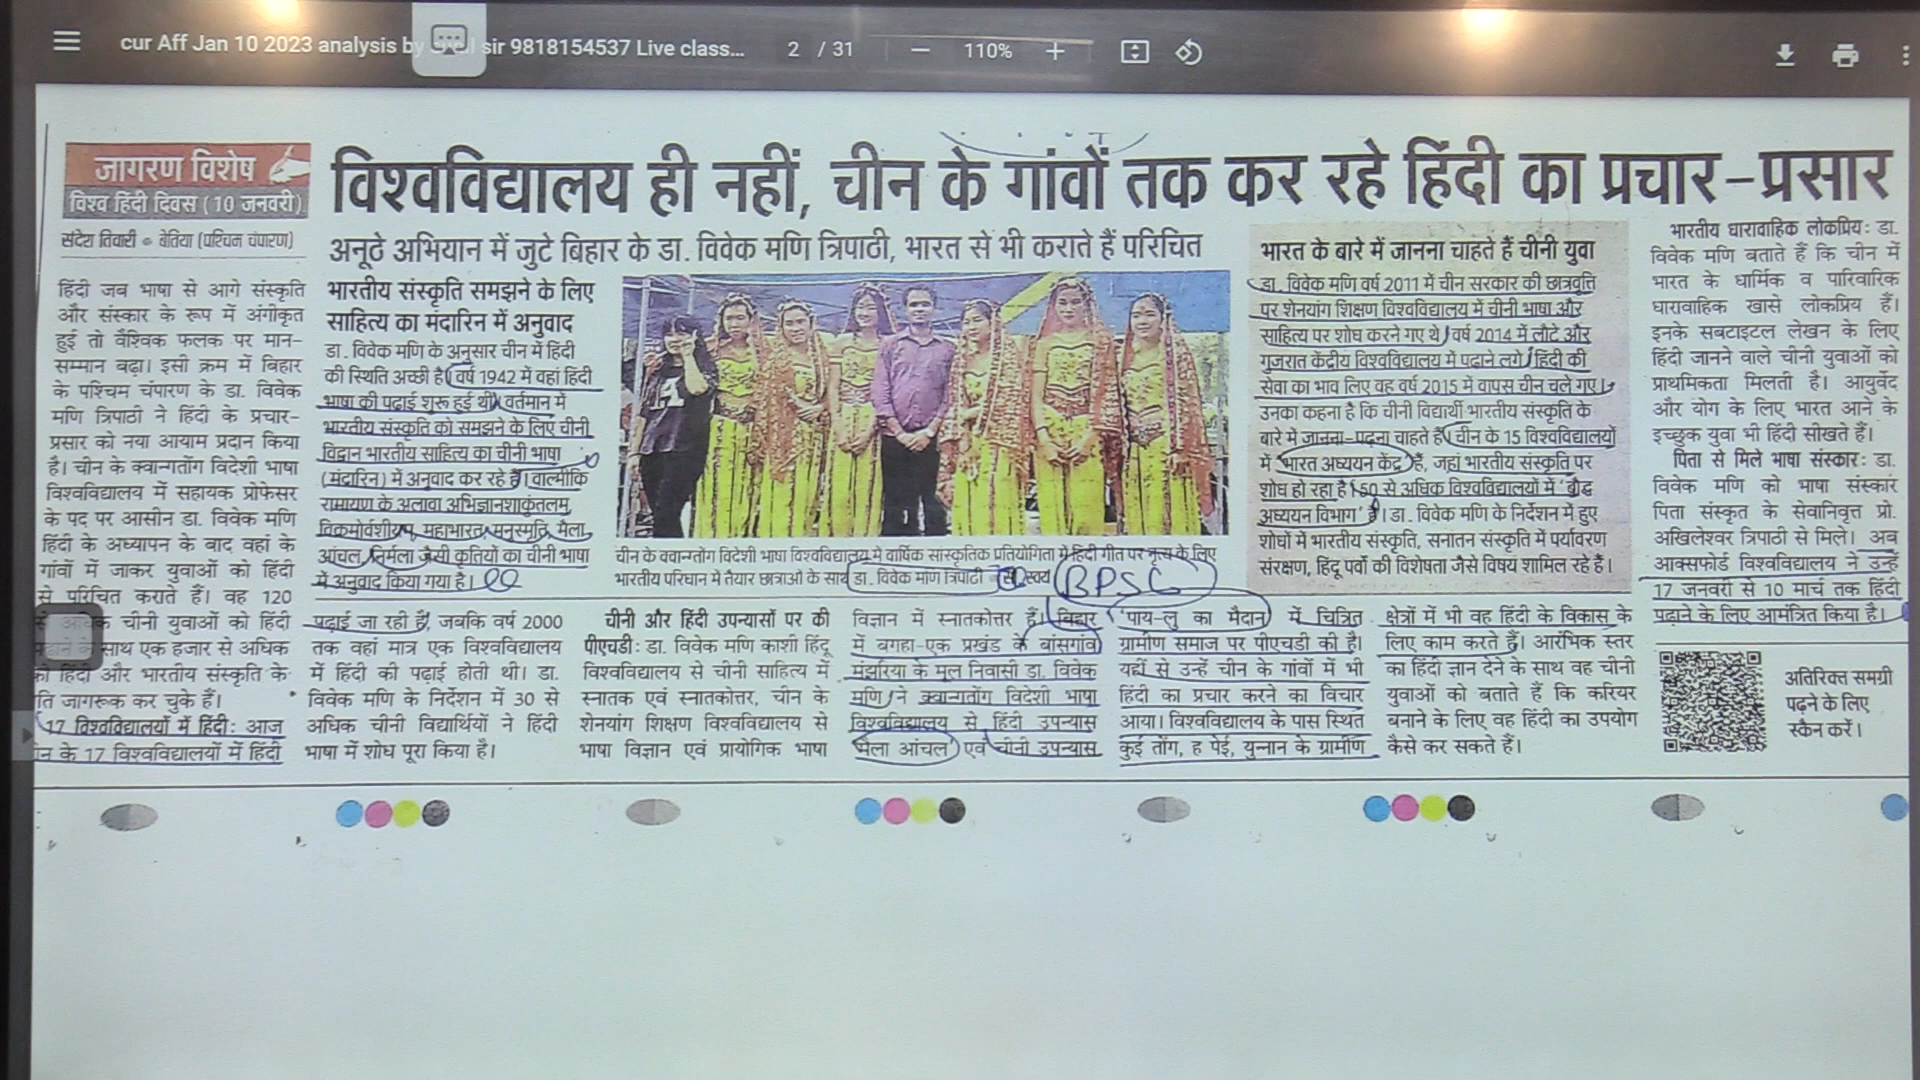 cur Aff Jan 10 2023 analysis by sir 9818154537 Live class...
2 / 31
110%
जागरण विशेष
विश्व हिंदी दिवस (10 जनवरी)
विश्वविद्यालय ही नहीं, चीन के गांवों तक कर रहे हिंदी का प्रचार-प्रसार
संदेश तिवारी ● बेतिया (पश्चिम चंपारण)
हिंदी जब भाषा से आगे संस्कृति
और संस्कार के रूप में अंगीकृत
हुई तो वैश्विक फलक पर मान-
सम्मान बढ़ा। इसी क्रम में बिहार
के पश्चिम चंपारण के डा. विवेक
मणि त्रिपाठी ने हिंदी के प्रचार-
प्रसार को नया आयाम प्रदान किया
है। चीन के क्वान्गतोंग विदेशी भाषा
विश्वविद्यालय में सहायक प्रोफेसर
के पद पर आसीन डा. विवेक मणि
हिंदी के अध्यापन के बाद वहां के
गांवों में जाकर युवाओं को हिंदी
से परिचित कराते हैं। वह 120
चीनी युवाओं को हिंदी
के साथ एक हजार से अधिक
को हिंदी और भारतीय संस्कृति के
ति जागरूक कर चुके हैं।
17 विश्वविद्यालयों में हिंदी: आज
न के 17 विश्वविद्यालयों में हिंदी
अनूठे अभियान में जुटे बिहार के डा. विवेक मणि त्रिपाठी, भारत से भी कराते हैं परिचित
भारतीय संस्कृति समझने के लिए
साहित्य का मंदारिन में अनुवाद
डा. विवेक मणि के अनुसार चीन में हिंदी
की स्थिति अच्छी है। वर्ष 1942 में वहां हिंदी
भाषा की पढ़ाई शुरू हुई थी। वर्तमान में
भारतीय संस्कृति को समझने के लिए चीनी
विद्वान भारतीय साहित्य का चीनी भाषा
(मंदारिन) में अनुवाद कर रहे हैं। वाल्मीकि
रामायण के अलावा अभिज्ञानशाकुंतलम,
विकमोर्वशीयम, महाभारत, मनुस्मृति, मैला
आंचल, निर्मला जैसी कृतियों का चीनी भाषा
में अनुवाद किया गया है।
चीन के क्वान्गतोंग विदेशी भाषा विश्वविद्यालय में वार्षिक सांस्कृतिक प्रतियोगिता में हिंदी गीत पर नृत्य के लिए
भारतीय परिधान में तैयार छात्राओं के साथ डा. विवेक मणि त्रिपाठी स्वयं
BPSC
भारत के बारे में जानना चाहते हैं चीनी युवा
डा. विवेक मणि वर्ष 2011 में चीन सरकार की छात्रवृत्ति
पर शेनयांग शिक्षण विश्वविद्यालय में चीनी भाषा और
साहित्य पर शोध करने गए थे। वर्ष 2014 में लौटे और
गुजरात केंद्रीय विश्वविद्यालय में पढ़ाने लगे। हिंदी की
सेवा का भाव लिए वह वर्ष 2015 में वापस चीन चले गए।
उनका कहना है कि चीनी विद्यार्थी भारतीय संस्कृति के
बारे में जानना-पढ़ना चाहते हैं। चीन के 15 विश्वविद्यालयों
में भारत अध्ययन केंद्र हैं, जहां भारतीय संस्कृति पर
शोध हो रहा है। 50 से अधिक विश्वविद्यालयों में 'बौद्ध
अध्ययन विभाग' है। डा. विवेक मणि के निर्देशन में हुए
शोधों में भारतीय संस्कृति, सनातन संस्कृति में पर्यावरण
संरक्षण, हिंदू पर्वों की विशेषता जैसे विषय शामिल रहे हैं।
पढ़ाई जा रही है, जबकि वर्ष 2000
तक वहां मात्र एक विश्वविद्यालय
में हिंदी की पढ़ाई होती थी। डा.
विवेक मणि के निर्देशन में 30 से
अधिक चीनी विद्यार्थियों ने हिंदी
भाषा में शोध पूरा किया है।
चीनी और हिंदी उपन्यासों पर की
पीएचडी: डा. विवेक मणि काशी हिंदू
विश्वविद्यालय से चीनी साहित्य में
स्नातक एवं स्नातकोत्तर, चीन के
शेनयांग शिक्षण विश्वविद्यालय से
भाषा विज्ञान एवं प्रायोगिक भाषा
विज्ञान में स्नातकोत्तर हैं। बिहार
में बगहा-एक प्रखंड के बांसगांव
मंझरिया के मूल निवासी डा. विवेक
मणि ने क्वान्गतोंग विदेशी भाषा
विश्वविद्यालय से हिंदी उपन्यास
मैला आंचल एवं चीनी उपन्यास
'पाय-लू का मैदान' में चित्रित
ग्रामीण समाज पर पीएचडी की है।
यहीं से उन्हें चीन के गांवों में भी
हिंदी का प्रचार करने का विचार
आया। विश्वविद्यालय के पास स्थित
कुई तोंग, ह पेई, युन्नान के ग्रामीण
क्षेत्रों में भी वह हिंदी के विकास के
लिए काम करते हैं। आरंभिक स्तर
का हिंदी ज्ञान देने के साथ वह चीनी
युवाओं को बताते हैं कि करियर
बनाने के लिए वह हिंदी का उपयोग
कैसे कर सकते हैं।
भारतीय धारावाहिक लोकप्रिय: डा.
विवेक मणि बताते हैं कि चीन में
भारत के धार्मिक व पारिवारिक
धारावाहिक खासे लोकप्रिय हैं।
इनके सबटाइटल लेखन के लिए
हिंदी जानने वाले चीनी युवाओं को
प्राथमिकता मिलती है। आयुर्वेद
और योग के लिए भारत आने के
इच्छुक युवा भी हिंदी सीखते हैं।
पिता से मिले भाषा संस्कार: डा.
विवेक मणि को भाषा संस्कार
पिता संस्कृत के सेवानिवृत्त प्रो.
अखिलेश्वर त्रिपाठी से मिले। अब
आक्सफोर्ड विश्वविद्यालय ने उन्हें
17 जनवरी से 10 मार्च तक हिंदी
पढ़ाने के लिए आमंत्रित किया है।
अतिरिक्त समग्री
पढ़ने के लिए
स्कैन करें।